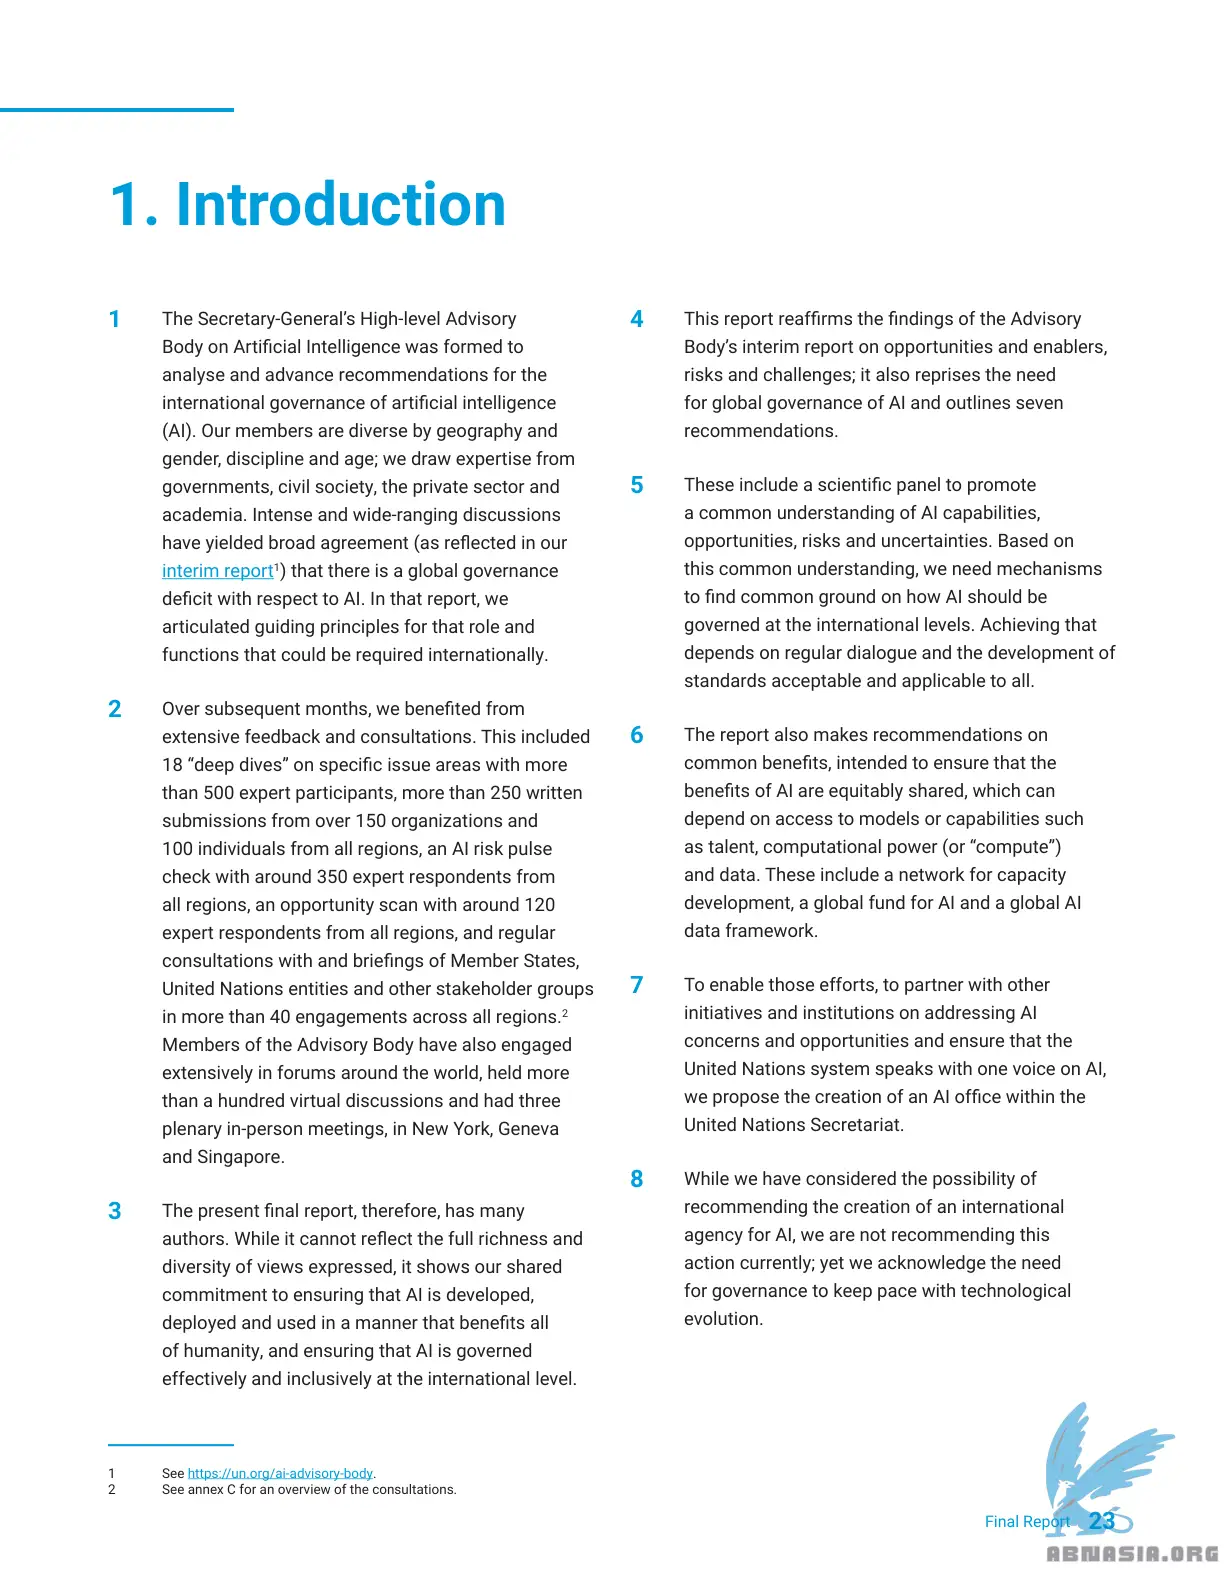 1. Introduction
1
The Secretary-General’s High-level Advisory
Body on Artificial Intelligence was formed to
analyse and advance recommendations for the
international governance of artificial intelligence
(AI). Our members are diverse by geography and
gender, discipline and age; we draw expertise from
governments, civil society, the private sector and
academia. Intense and wide-ranging discussions
have yielded broad agreement (as reflected in our
interim report¹) that there is a global governance
deficit with respect to AI. In that report, we
articulated guiding principles for that role and
functions that could be required internationally.
2
Over subsequent months, we benefited from
extensive feedback and consultations. This included
18 “deep dives” on specific issue areas with more
than 500 expert participants, more than 250 written
submissions from over 150 organizations and
100 individuals from all regions, an AI risk pulse
check with around 350 expert respondents from
all regions, an opportunity scan with around 120
expert respondents from all regions, and regular
consultations with and briefings of Member States,
United Nations entities and other stakeholder groups
in more than 40 engagements across all regions.²
Members of the Advisory Body have also engaged
extensively in forums around the world, held more
than a hundred virtual discussions and had three
plenary in-person meetings, in New York, Geneva
and Singapore.
3
The present final report, therefore, has many
authors. While it cannot reflect the full richness and
diversity of views expressed, it shows our shared
commitment to ensuring that AI is developed,
deployed and used in a manner that benefits all
of humanity, and ensuring that AI is governed
effectively and inclusively at the international level.
4
This report reaffirms the findings of the Advisory
Body’s interim report on opportunities and enablers,
risks and challenges; it also reprises the need
for global governance of AI and outlines seven
recommendations.
5
These include a scientific panel to promote
a common understanding of AI capabilities,
opportunities, risks and uncertainties. Based on
this common understanding, we need mechanisms
to find common ground on how AI should be
governed at the international levels. Achieving that
depends on regular dialogue and the development of
standards acceptable and applicable to all.
6
The report also makes recommendations on
common benefits, intended to ensure that the
benefits of AI are equitably shared, which can
depend on access to models or capabilities such
as talent, computational power (or “compute”)
and data. These include a network for capacity
development, a global fund for AI and a global AI
data framework.
7
To enable those efforts, to partner with other
initiatives and institutions on addressing AI
concerns and opportunities and ensure that the
United Nations system speaks with one voice on AI,
we propose the creation of an AI office within the
United Nations Secretariat.
8
While we have considered the possibility of
recommending the creation of an international
agency for AI, we are not recommending this
action currently; yet we acknowledge the need
for governance to keep pace with technological
evolution.
1 See https://un.org/ai-advisory-body.
2 See annex C for an overview of the consultations.
Final Report 23
ABNASIA.ORG